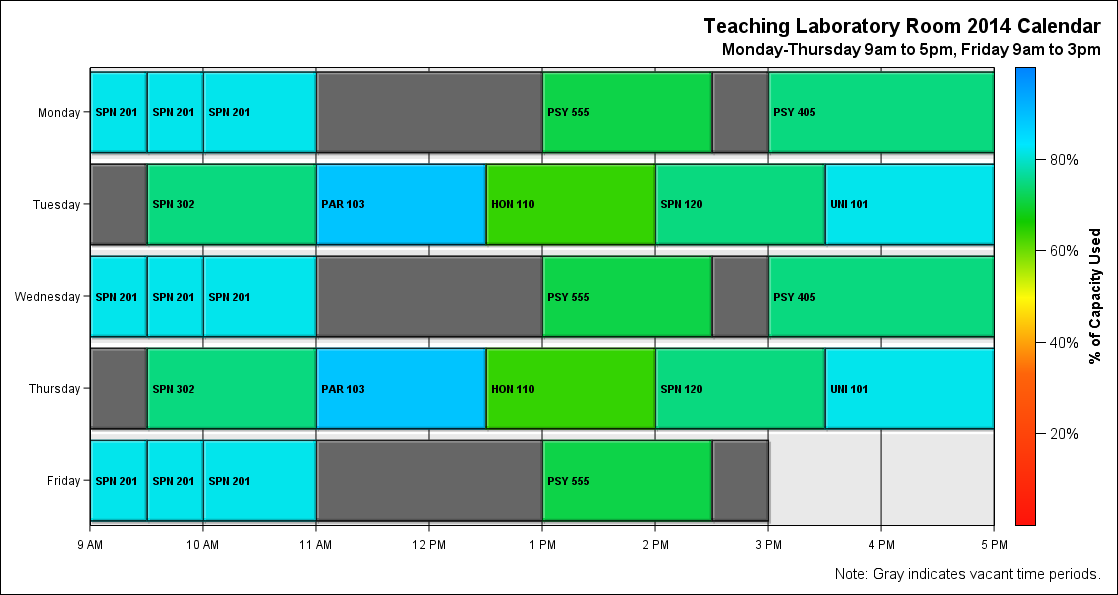 Teaching Laboratory Room 2014 Calendar
Monday-Thursday 9am to 5pm, Friday 9am to 3pm
Monday SPN 201 SPN 201 SPN 201 PSY 555 PSY 405
80%
Tuesday SPN 302 PAR 103 HON 110 SPN 120 UNI 101
60%
% of Capacity Used
Wednesday SPN 201 SPN 201 SPN 201 PSY 555 PSY 405
40%
Thursday SPN 302 PAR 103 HON 110 SPN 120 UNI 101
20%
Friday SPN 201 SPN 201 SPN 201 PSY 555
9 AM 10 AM 11 AM 12 PM 1 PM 2 PM 3 PM 4 PM 5 PM
Note: Gray indicates vacant time periods.